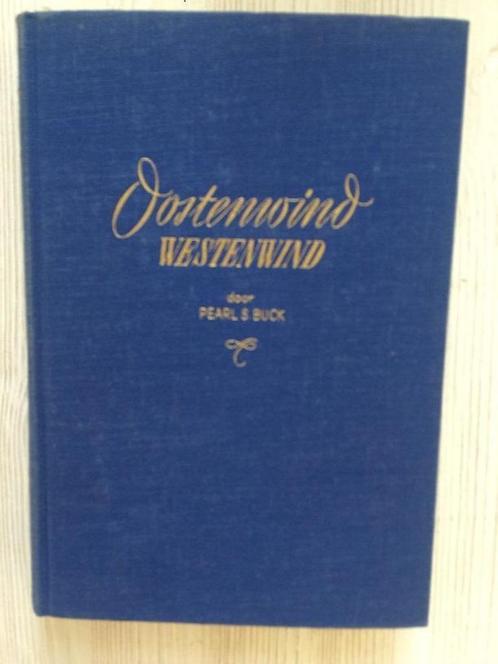 Oostenwind
WESTENWIND
door
PEARL S. BUCK